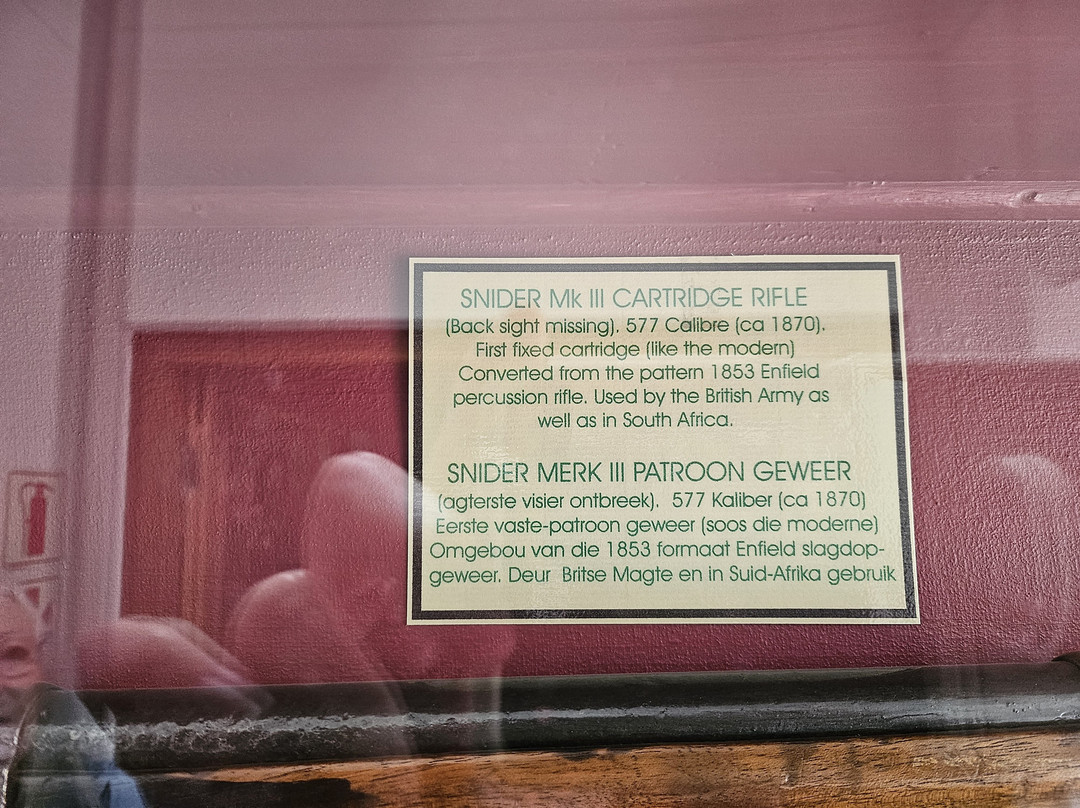 SNIDER Mk III CARTRIDGE RIFLE
(Back sight missing). 577 Calibre (ca 1870).
First fixed cartridge (like the modern)
Converted from the pattern 1853 Enfield
percussion rifle. Used by the British Army as
well as in South Africa.
SNIDER MERK III PATROON GEWEER
(agterste visier ontbreek). 577 Kaliber (ca 1870)
Eerste vaste-patroon geweer (soos die moderne)
Omgebou van die 1853 formaat Enfield slagdop-
geweer. Deur Britse Magte en in Suid-Afrika gebruik